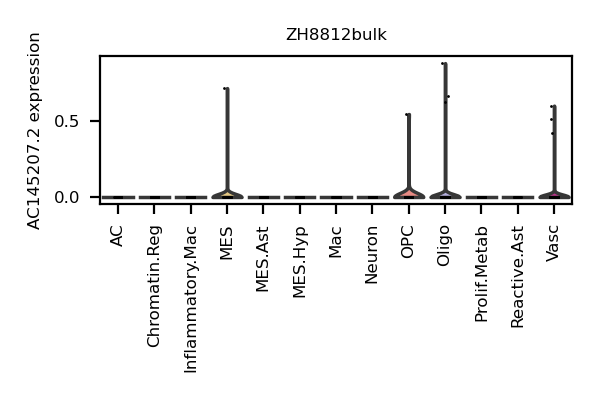 ZH8812bulk
AC145207.2 expression
0.5
0.0
AC
Chromatin.Reg
Inflammatory.Mac
MES
MES.Ast
MES.Hyp
Mac
Neuron
OPC
Oligo
Prolif.Metab
Reactive.Ast
Vasc